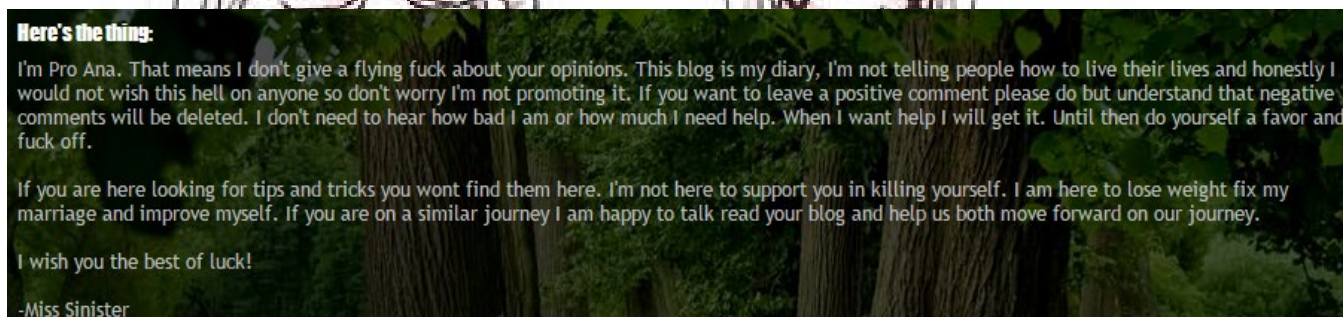 Here's the thing:
I'm Pro Ana. That means I don't give a flying fuck about your opinions. This blog is my diary, I'm not telling people how to live their lives and honestly I
would not wish this hell on anyone so don't worry I'm not promoting it. If you want to leave a positive comment please do but understand that negative
comments will be deleted. I don't need to hear how bad I am or how much I need help. When I want help I will get it. Until then do yourself a favor and
fuck off.
If you are here looking for tips and tricks you wont find them here. I'm not here to support you in killing yourself. I am here to lose weight fix my
marriage and improve myself. If you are on a similar journey I am happy to talk read your blog and help us both move forward on our journey.
I wish you the best of luck!
-Miss Sinister